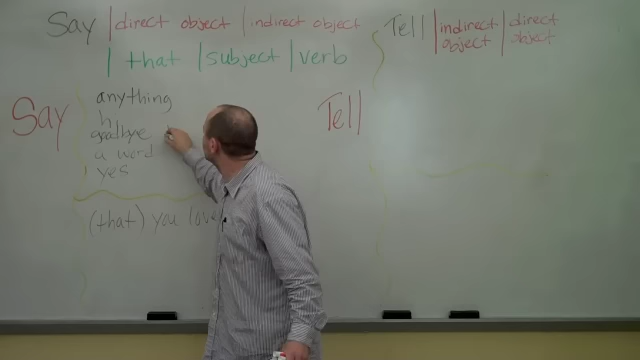 Say | direct object | indirect object
| that | subject | verb
Tell | indirect object | direct object
Say
anything
h
goodbye
a word
yes
(that) you love
Tell